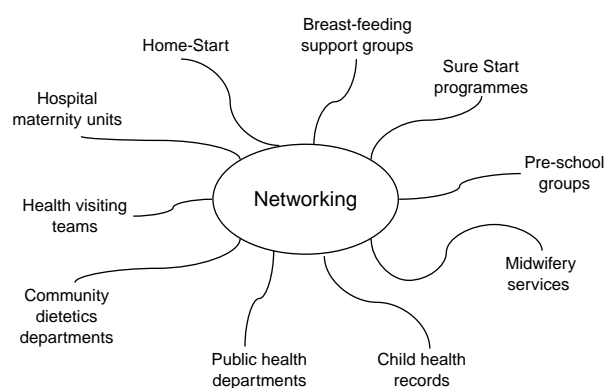 Breast-feeding
support groups
Home-Start
Sure Start
programmes
Hospital
maternity units
Pre-school
groups
Networking
Health visiting
teams
Midwifery
services
Community
dietetics
departments
Public health
departments
Child health
records